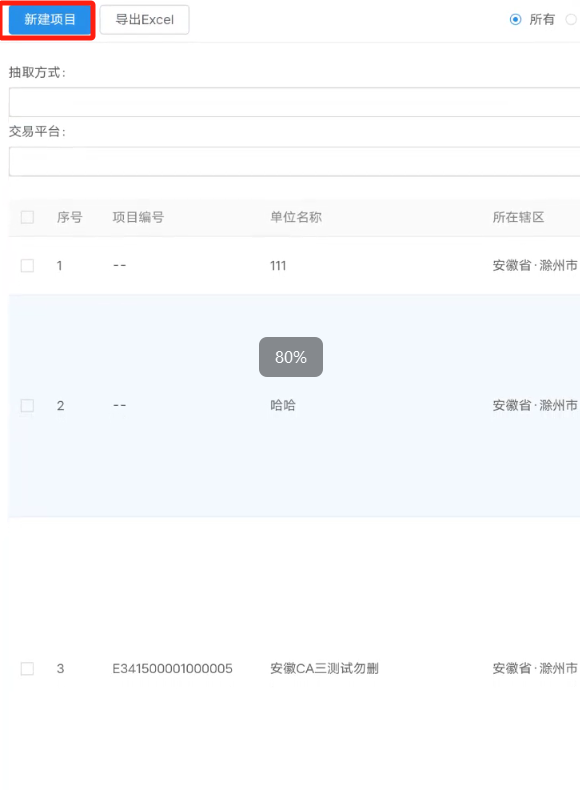 新建项目 导出Excel 所有
抽取方式:
交易平台:
序号 项目编号 单位名称 所在辖区
1 -- 111 安徽省·滁州市
80%
2 -- 哈哈 安徽省·滁州市
3 E341500001000005 安徽CA三测试勿删 安徽省·滁州市